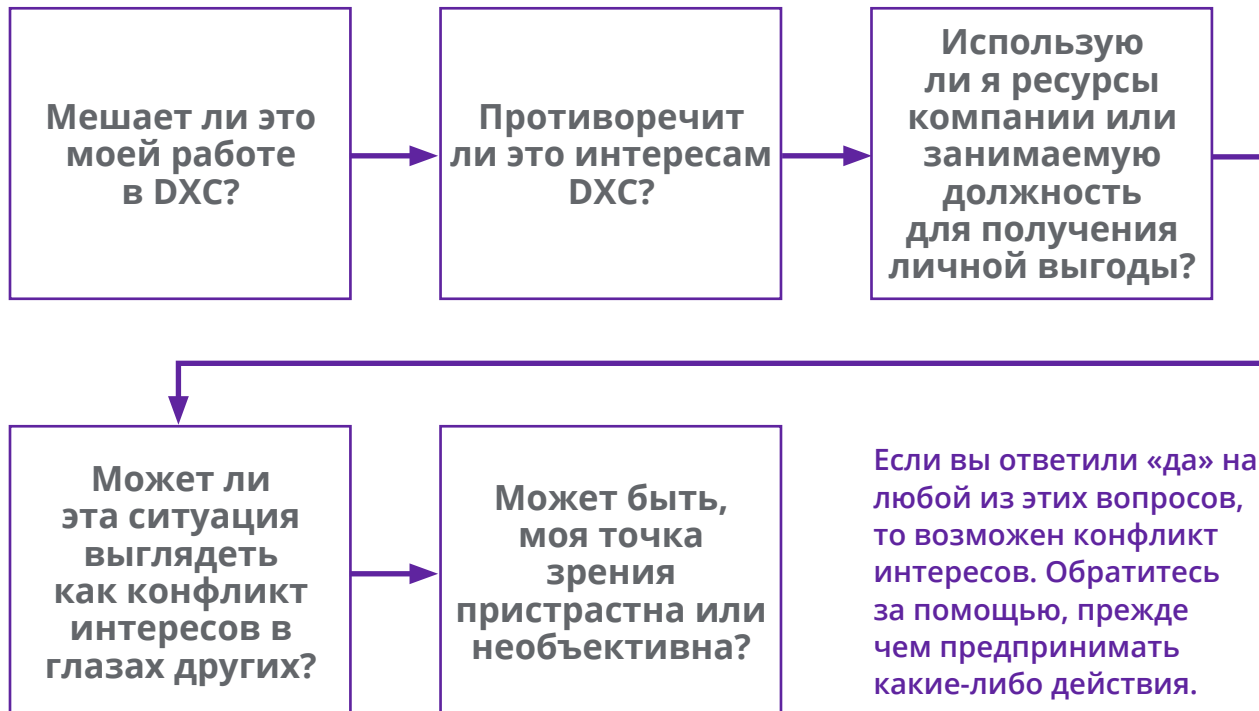 Мешает ли это
моей работе
в DXC?
Противоречит
ли это интересам
DXC?
Использую
ли я ресурсы
компании или
занимаемую
должность
для получения
личной выгоды?
Может ли
эта ситуация
выглядеть
как конфликт
интересов в
глазах других?
Может быть,
моя точка
зрения
пристрастна или
необъективна?
Если вы ответили «да» на
любой из этих вопросов,
то возможен конфликт
интересов. Обратитесь
за помощью, прежде
чем предпринимать
какие-либо действия.